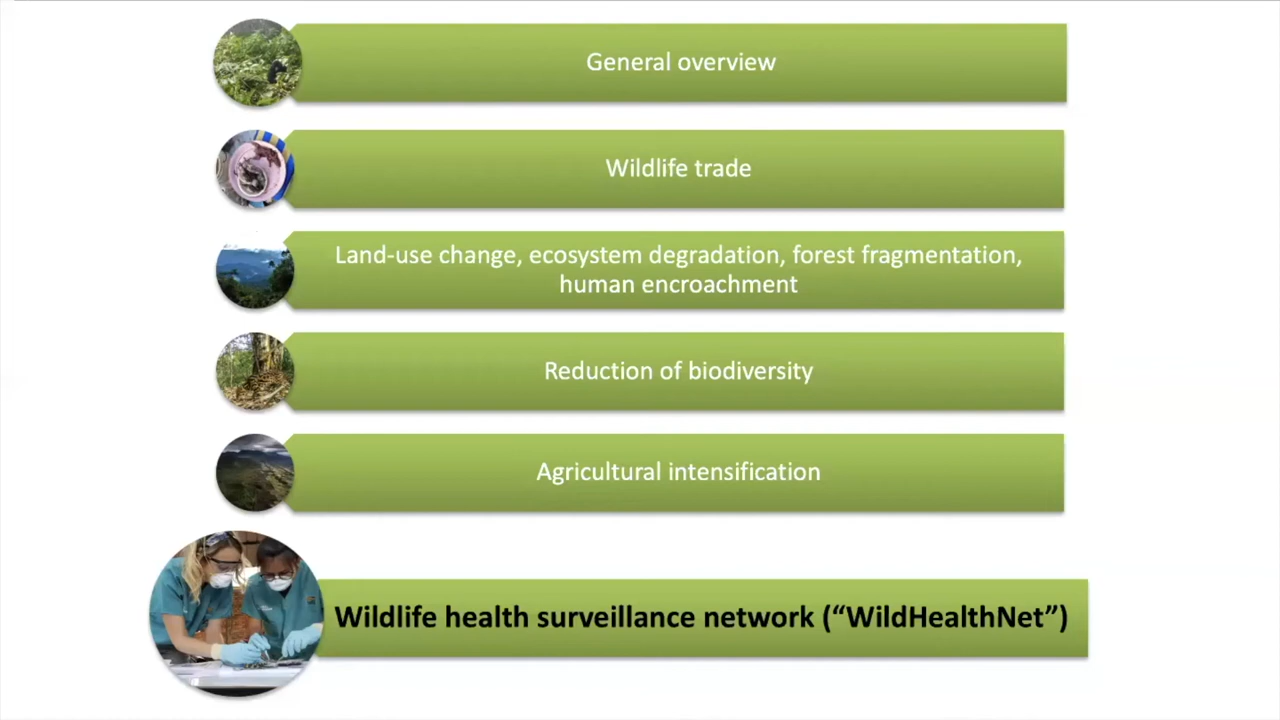 General overview
Wildlife trade
Land-use change, ecosystem degradation, forest fragmentation,
human encroachment
Reduction of biodiversity
Agricultural intensification
Wildlife health surveillance network (“WildHealthNet”)